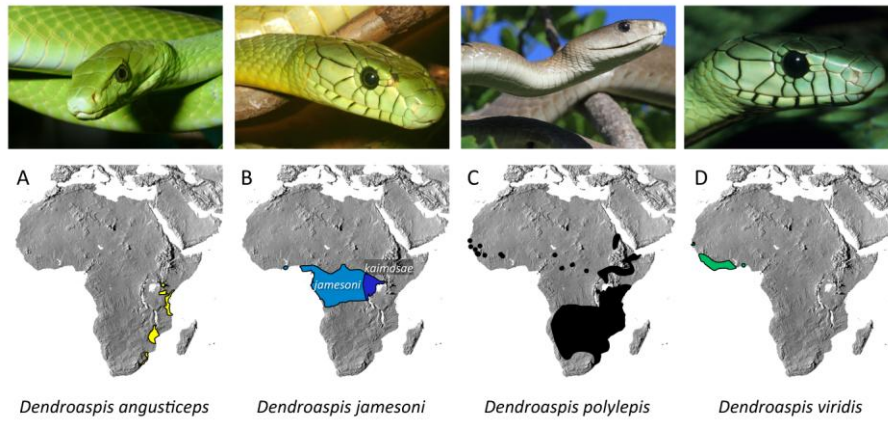 A
B
C
D
kaimosae
jamesoni
Dendroaspis angusticeps
Dendroaspis jamesoni
Dendroaspis polylepis
Dendroaspis viridis